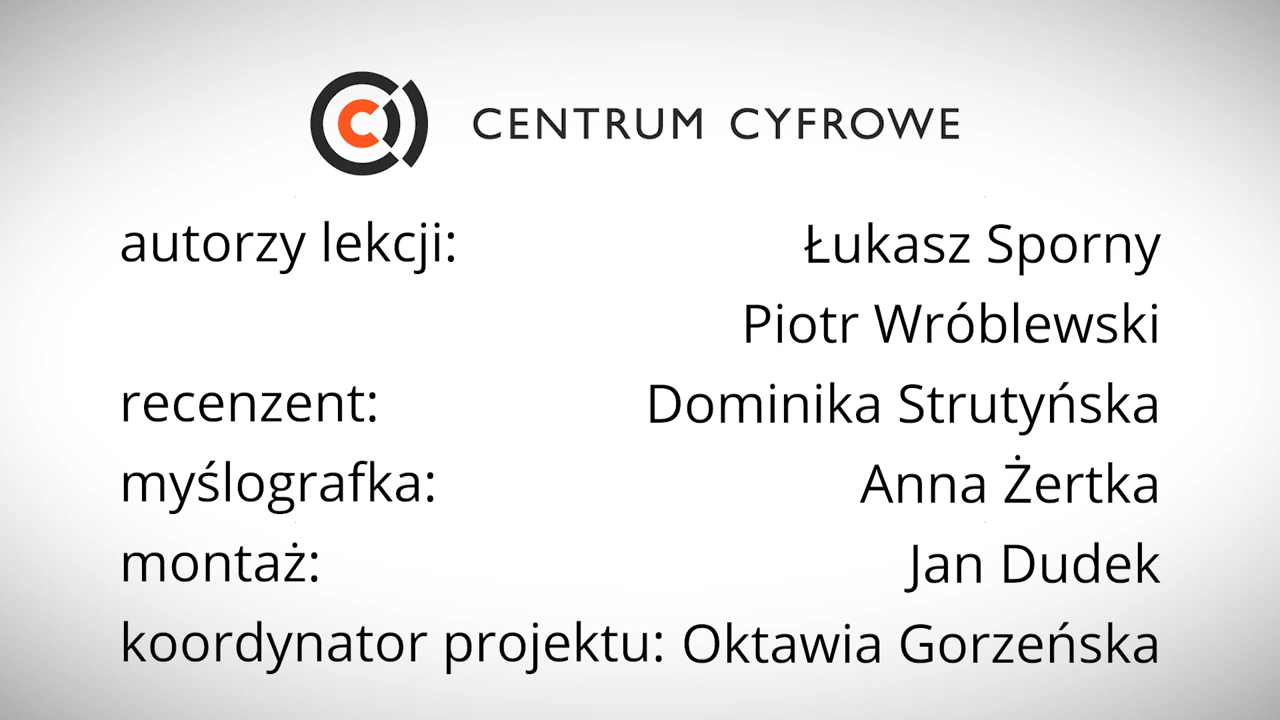 CENTRUM CYFROWE
autorzy lekcji: Łukasz Sporny
Piotr Wróblewski
recenzent: Dominika Strutyńska
myślografka: Anna Żertka
montaż: Jan Dudek
koordynator projektu: Oktawia Gorzeńska